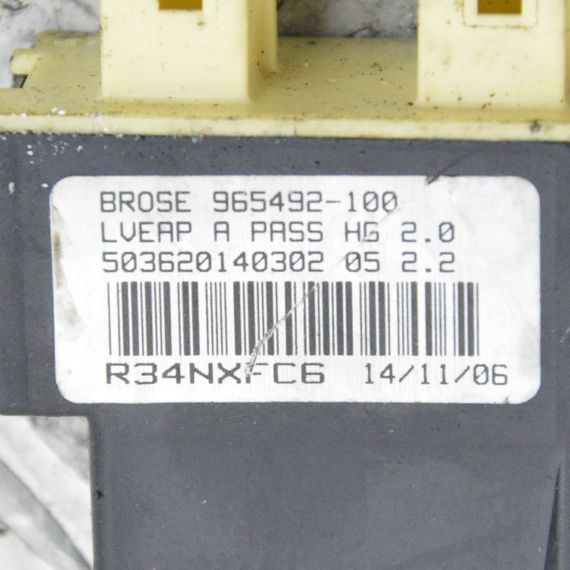 BROSE 965492-100
LVEAP A PASS HG 2.0
503620140302 05 2.2
R34NXFC6 14/11/06